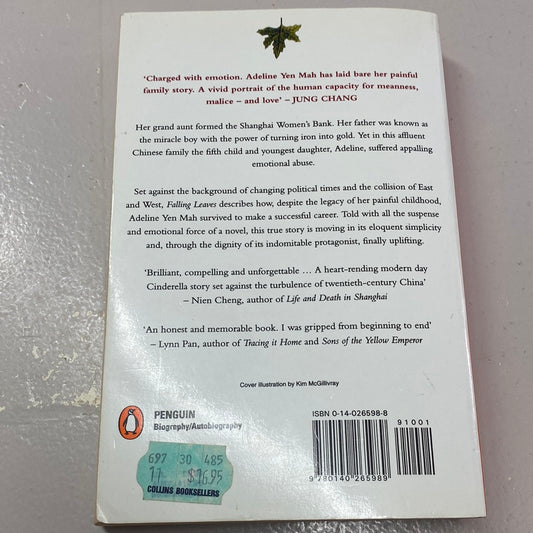 ‘Charged with emotion. Adeline Yen Mah has laid bare her painful
family story. A vivid portrait of the human capacity for meanness,
malice – and love’ – JUNG CHANG
Her grand aunt formed the Shanghai Women's Bank. Her father was known as
the miracle boy with the power of turning iron into gold. Yet in this affluent
Chinese family the fifth child and youngest daughter, Adeline, suffered appalling
emotional abuse.
Set against the background of changing political times and the collision of East
and West, Falling Leaves describes how, despite the legacy of her painful childhood,
Adeline Yen Mah survived to make a successful career. Told with all the suspense
and emotional force of a novel, this true story is moving in its eloquent simplicity
and, through the dignity of its indomitable protagonist, finally uplifting.
‘Brilliant, compelling and unforgettable … A heart-rending modern day
Cinderella story set against the turbulence of twentieth-century China’
– Nien Cheng, author of Life and Death in Shanghai
‘An honest and memorable book. I was gripped from beginning to end’
– Lynn Pan, author of Tracing it Home and Sons of the Yellow Emperor
Cover illustration by Kim McGillivray
PENGUIN
Biography/Autobiography
697 30 485
11 $16.95
COLLINS BOOKSELLERS
ISBN 0-14-026598-8
91001
9 780140 265989